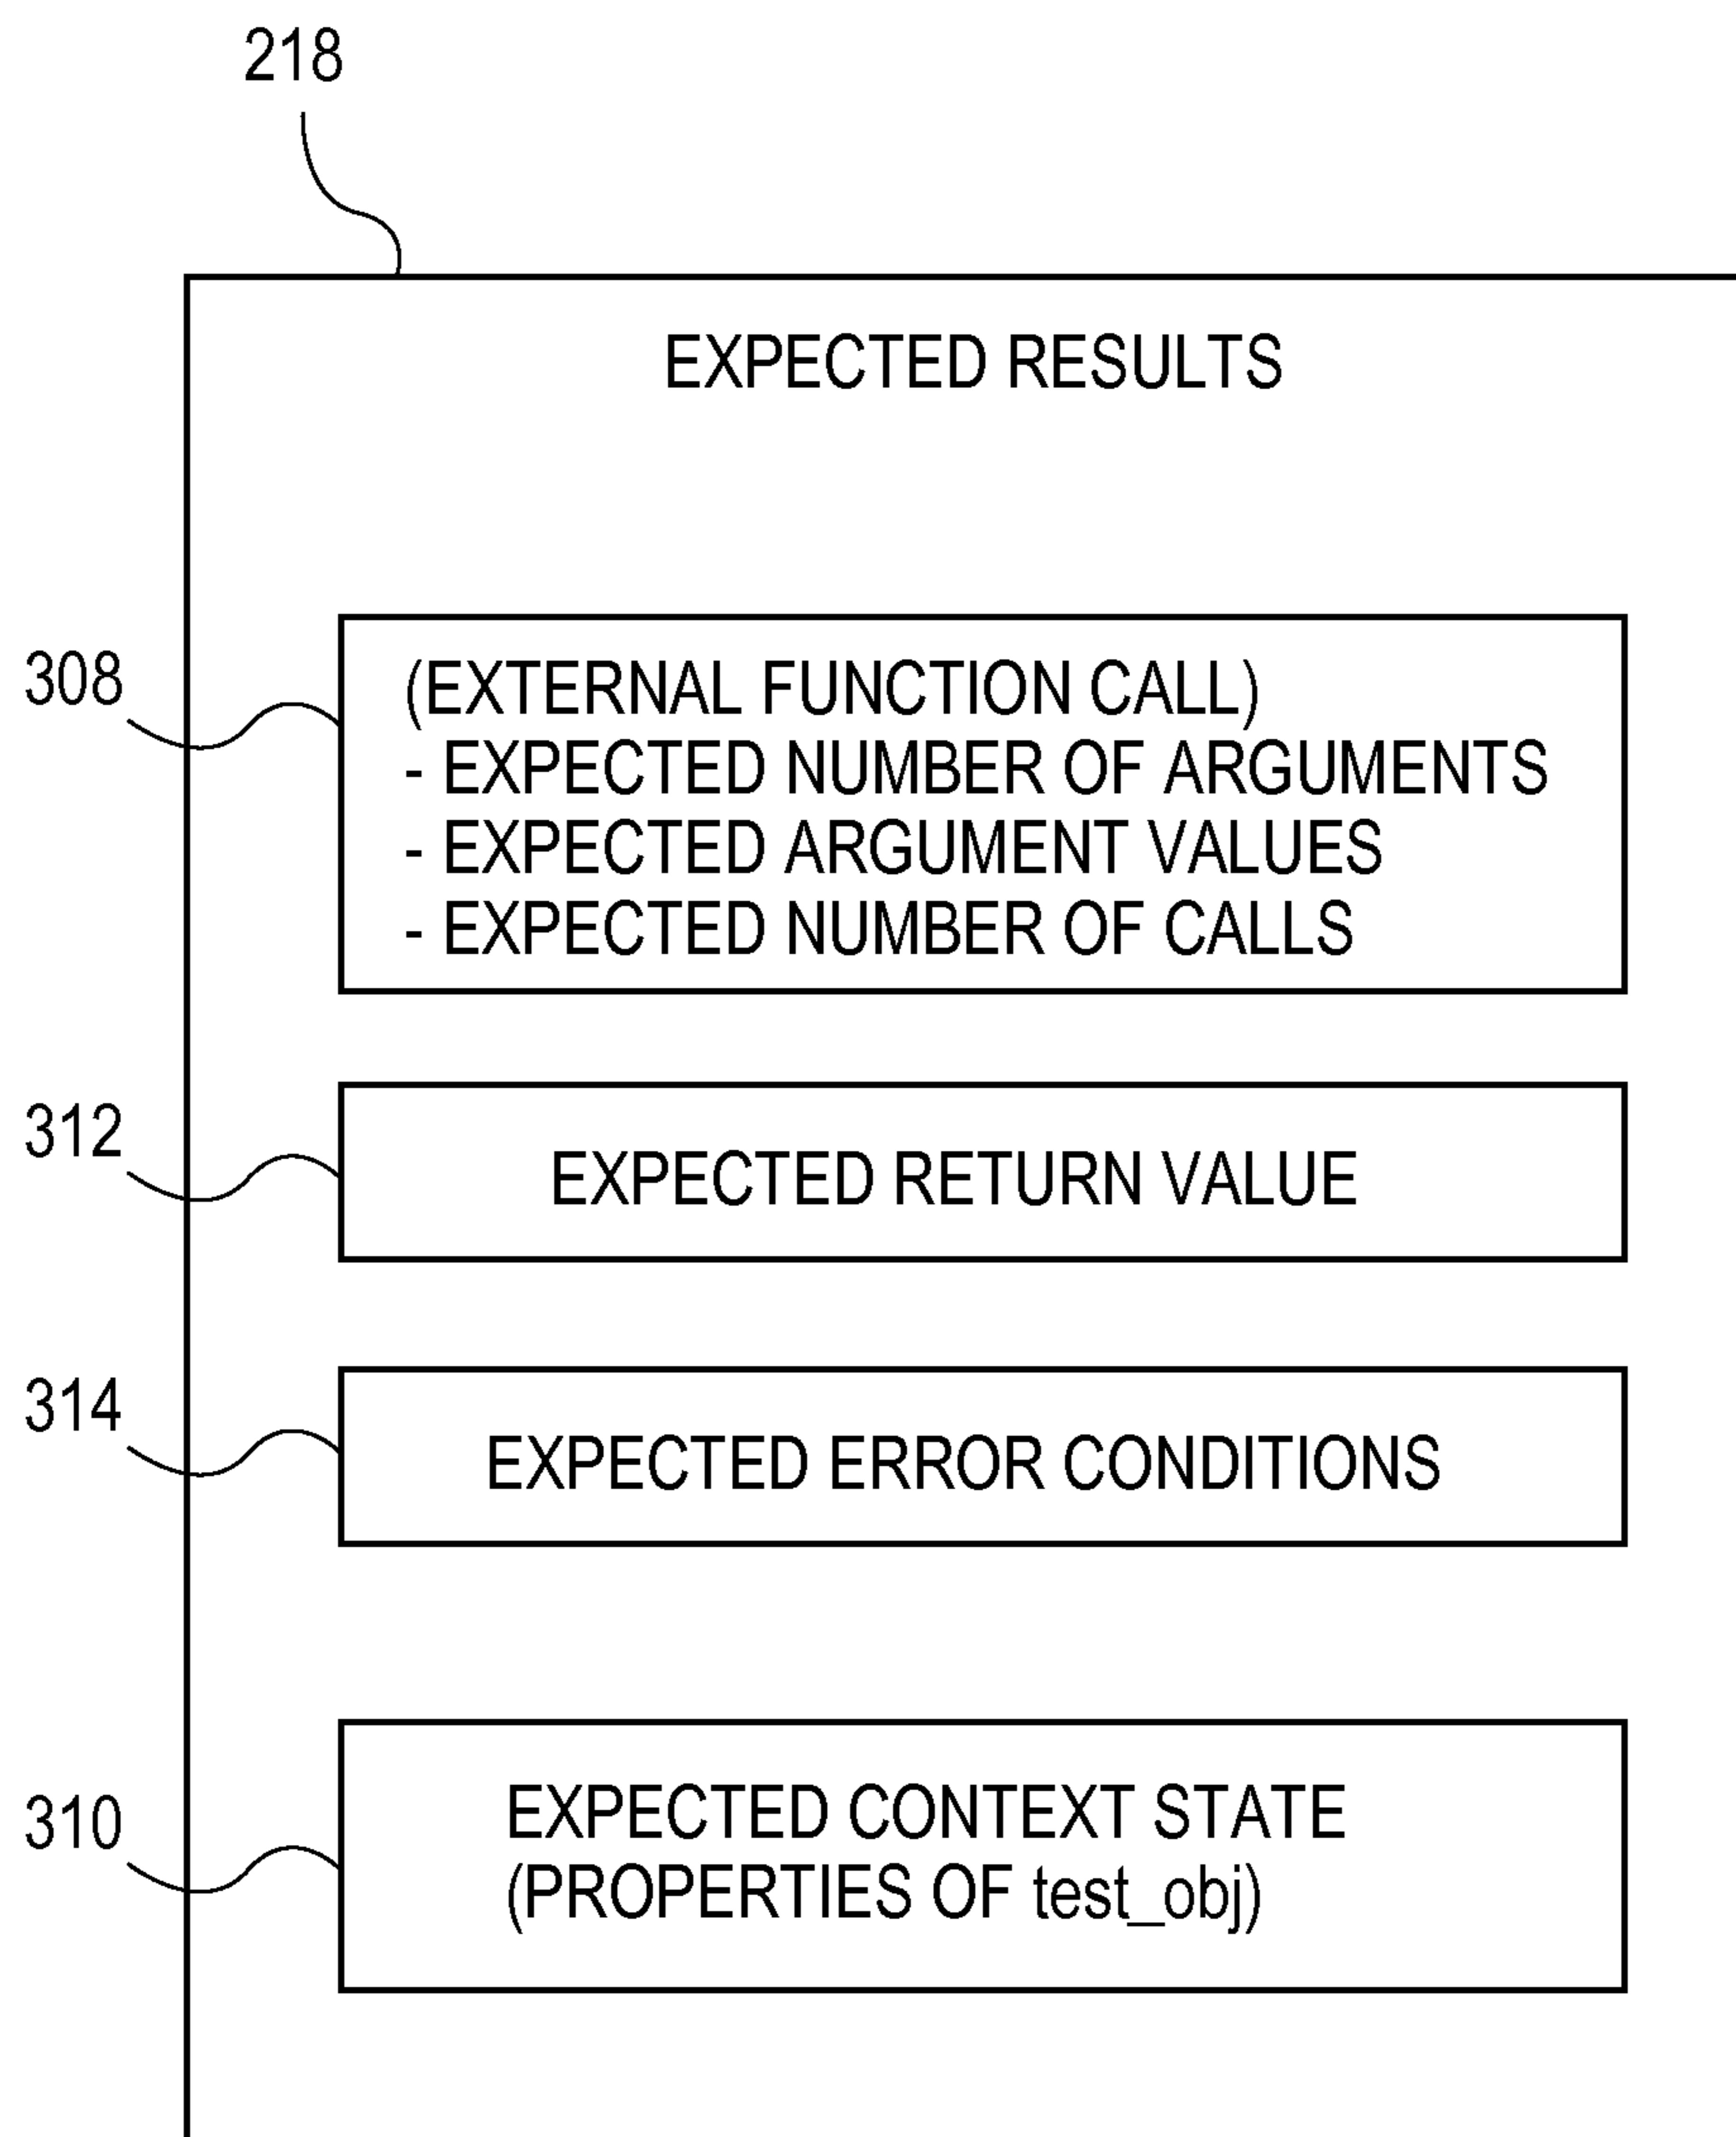 218
EXPECTED RESULTS
308
(EXTERNAL FUNCTION CALL)
- EXPECTED NUMBER OF ARGUMENTS
- EXPECTED ARGUMENT VALUES
- EXPECTED NUMBER OF CALLS
312
EXPECTED RETURN VALUE
314
EXPECTED ERROR CONDITIONS
310
EXPECTED CONTEXT STATE
(PROPERTIES OF test_obj)